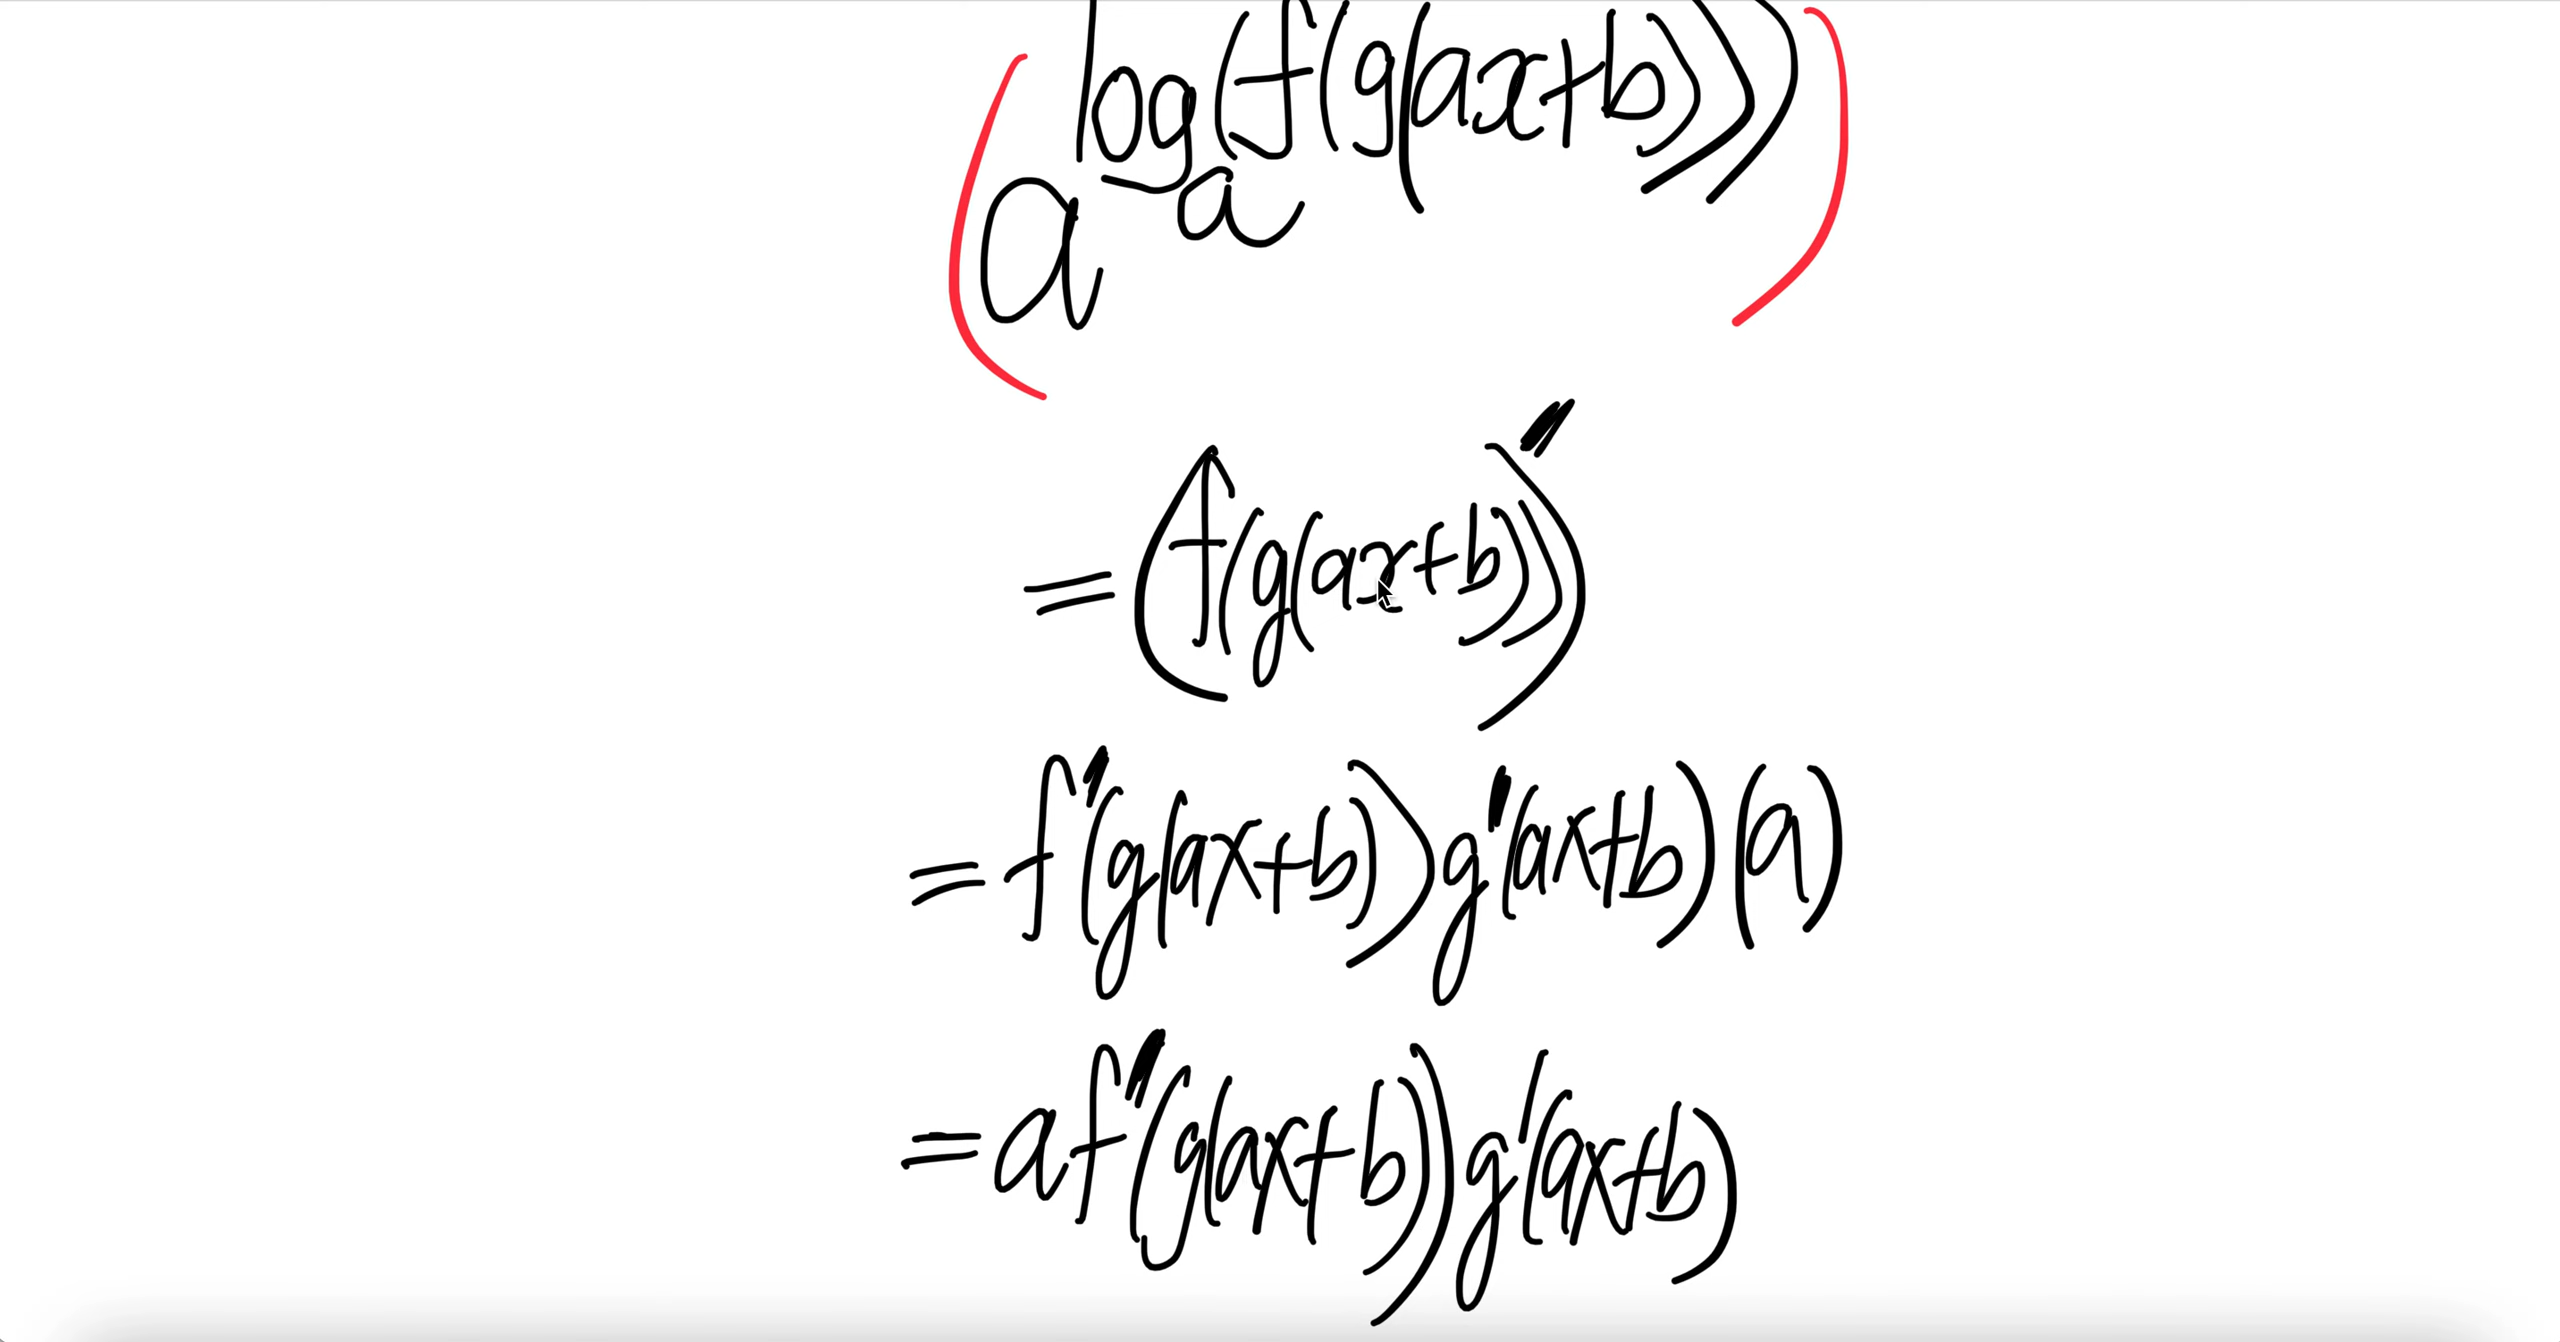 (a^log_a(f(g(ax+b))))
=(f(g(ax+b)))'
=f'(g(ax+b))g'(ax+b)(a)
=af'(g(ax+b))g'(ax+b)